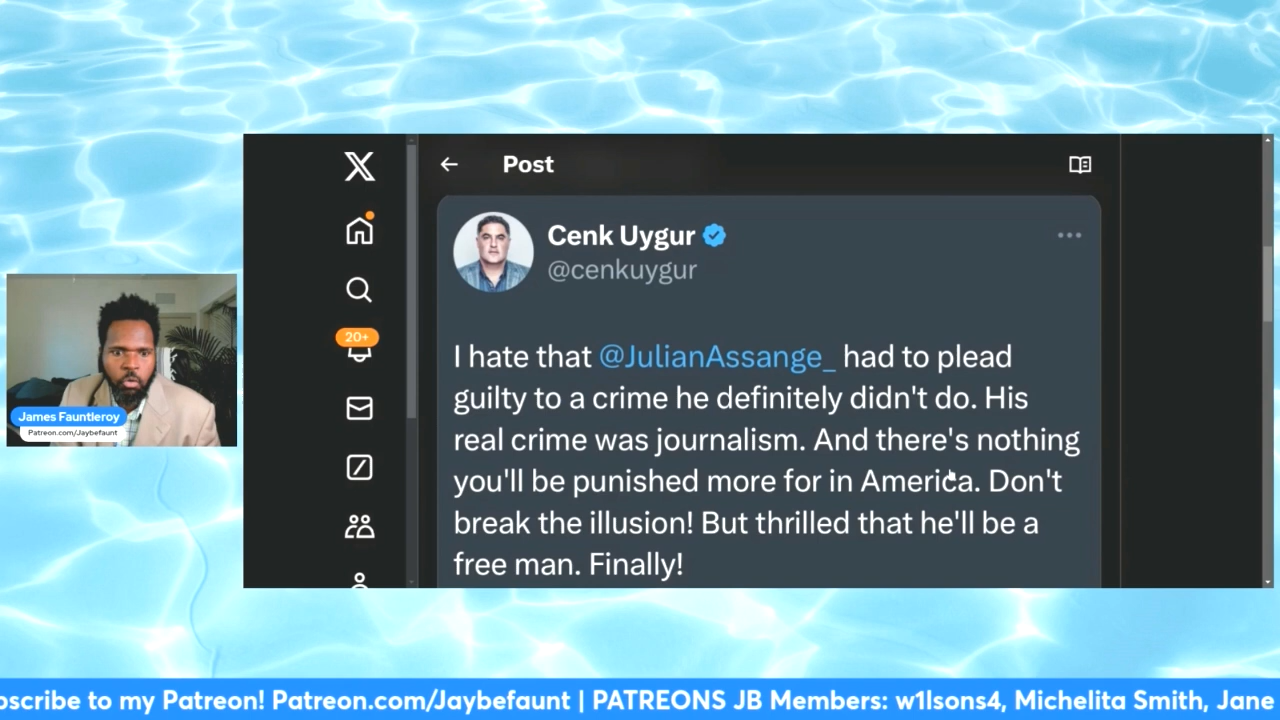 Post
Cenk Uygur
@cenkuygur
20+
I hate that @JulianAssange_ had to plead
guilty to a crime he definitely didn't do. His
real crime was journalism. And there's nothing
you'll be punished more for in America. Don't
break the illusion! But thrilled that he'll be a
free man. Finally!
James Fauntleroy
Patreon.com/Jaybefaunt
bscribe to my Patreon! Patreon.com/Jaybefaunt | PATREONS JB Members: w1lsons4, Michelita Smith, Jane